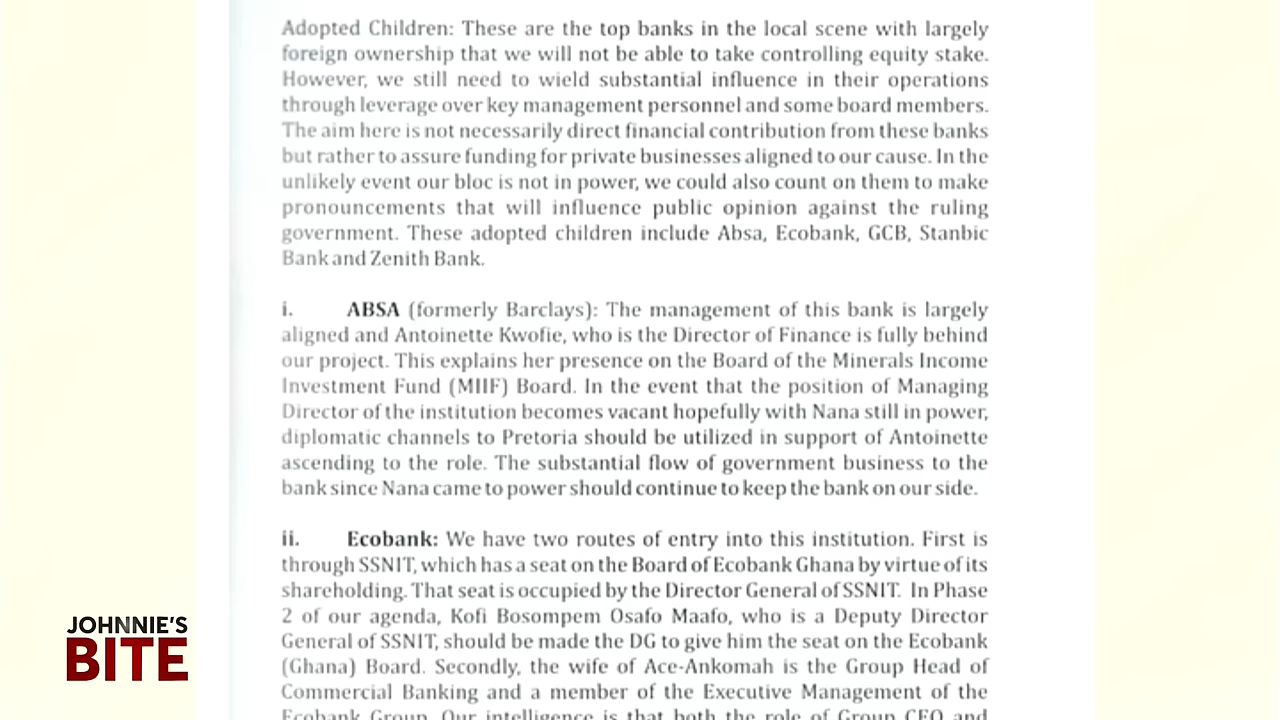 Adopted Children: These are the top banks in the local scene with largely
foreign ownership that we will not be able to take controlling equity stake.
However, we still need to wield substantial influence in their operations
through leverage over key management personnel and some board members.
The aim here is not necessarily direct financial contribution from these banks
but rather to assure funding for private businesses aligned to our cause. In the
unlikely event our bloc is not in power, we could also count on them to make
pronouncements that will influence public opinion against the ruling
government. These adopted children include Absa, Ecobank, GCB, Stanbic
Bank and Zenith Bank.
i. ABSA (formerly Barclays): The management of this bank is largely
aligned and Antoinette Kwofie, who is the Director of Finance is fully behind
our project. This explains her presence on the Board of the Minerals Income
Investment Fund (MIIF) Board. In the event that the position of Managing
Director of the institution becomes vacant hopefully with Nana still in power,
diplomatic channels to Pretoria should be utilized in support of Antoinette
ascending to the role. The substantial flow of government business to the
bank since Nana came to power should continue to keep the bank on our side.
ii. Ecobank: We have two routes of entry into this institution. First is
through SSNIT, which has a seat on the Board of Ecobank Ghana by virtue of its
shareholding. That seat is occupied by the Director General of SSNIT. In Phase
2 of our agenda, Kofi Bosompem Osafo Maafo, who is a Deputy Director
General of SSNIT, should be made the DG to give him the seat on the Ecobank
(Ghana) Board. Secondly, the wife of Ace-Ankomah is the Group Head of
Commercial Banking and a member of the Executive Management of the
Ecobank Group. Our intelligence is that both the role of Group CEO and
JOHNNIE'S
BITE